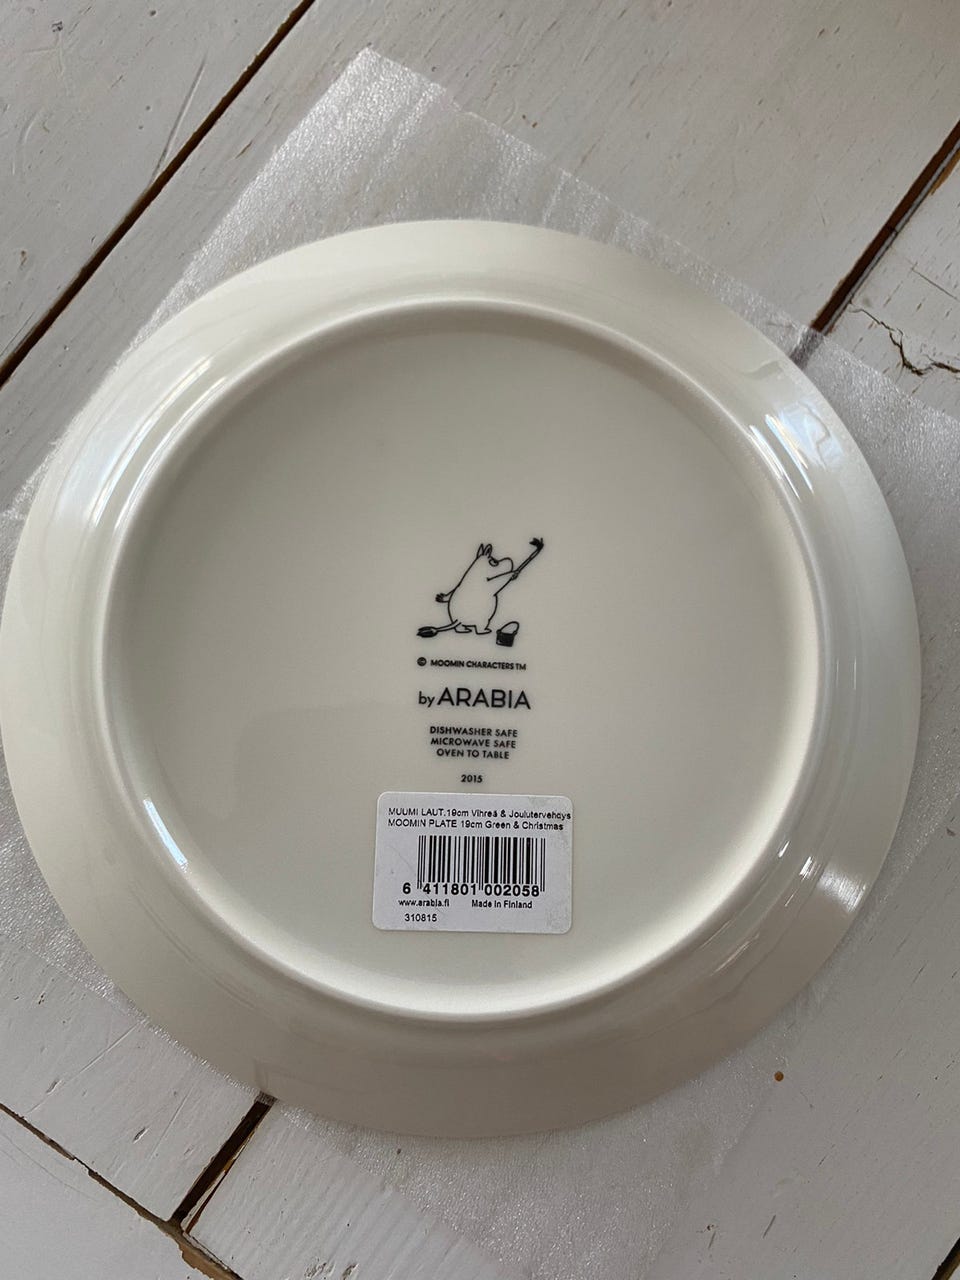 © MOOMIN CHARACTERS TM
by ARABIA
DISHWASHER SAFE
MICROWAVE SAFE
OVEN TO TABLE
2015
MUUMI LAUT.19cm Vihreä & Joulutervehdys
MOOMIN PLATE 19cm Green & Christmas
6 411801 002058
www.arabia.fi Made in Finland
310815